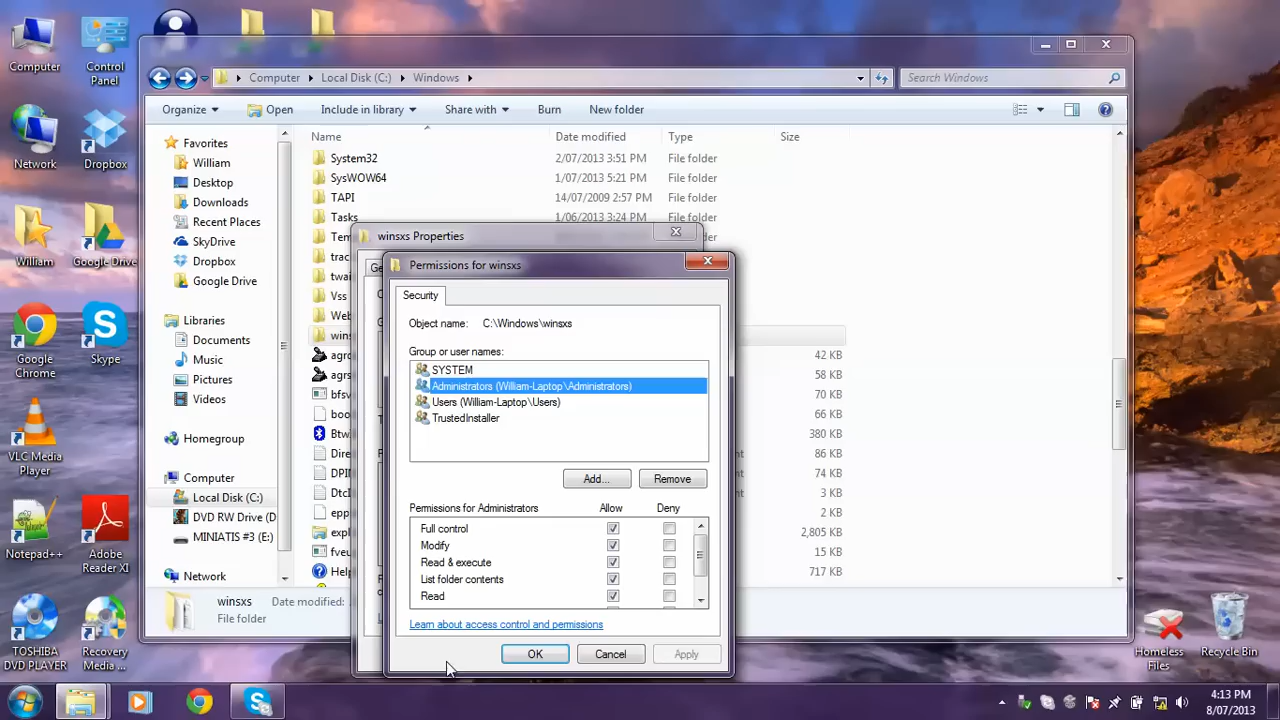 Computer
Control
Panel
Network
Dropbox
William
Google Drive
Google
Chrome
Skype
VLC Media
Player
Notepad++
Adobe
Reader XI
TOSHIBA
DVD PLAYER
Recovery
Media ...
Computer
Local Disk (C:)
Windows
Search Windows
Organize
Open
Include in library
Share with
Burn
New folder
Favorites
William
Desktop
Downloads
Recent Places
SkyDrive
Dropbox
Google Drive
Libraries
Documents
Music
Pictures
Videos
Homegroup
Computer
Local Disk (C:)
DVD RW Drive (D
MINIATIS #3 (E:)
Network
Name Date modified Type Size
System32 2/07/2013 3:51 PM File folder
SysWOW64 1/07/2013 5:21 PM File folder
TAPI 14/07/2009 2:57 PM File folder
Tasks 1/06/2013 3:24 PM File folder
Tem
trac
twai
Vss
Web
wins
agro
42 KB
agrs
58 KB
bfsv
70 KB
boo
66 KB
Btw
380 KB
Dire
86 KB
DPIN
74 KB
DtcI
3 KB
epp
2 KB
expl
2,805 KB
fveu
15 KB
Help
717 KB
winsxs Date modified:
File folder
winsxs Properties
Ge
Permissions for winsxs
Security
Object name: C:\Windows\winsxs
Group or user names:
SYSTEM
Administrators (William-Laptop\Administrators)
Users (William-Laptop\Users)
TrustedInstaller
Add...
Remove
Permissions for Administrators Allow Deny
Full control
Modify
Read & execute
List folder contents
Read
Learn about access control and permissions
OK
Cancel
Apply
Homeless
Files
Recycle Bin
4:13 PM
8/07/2013